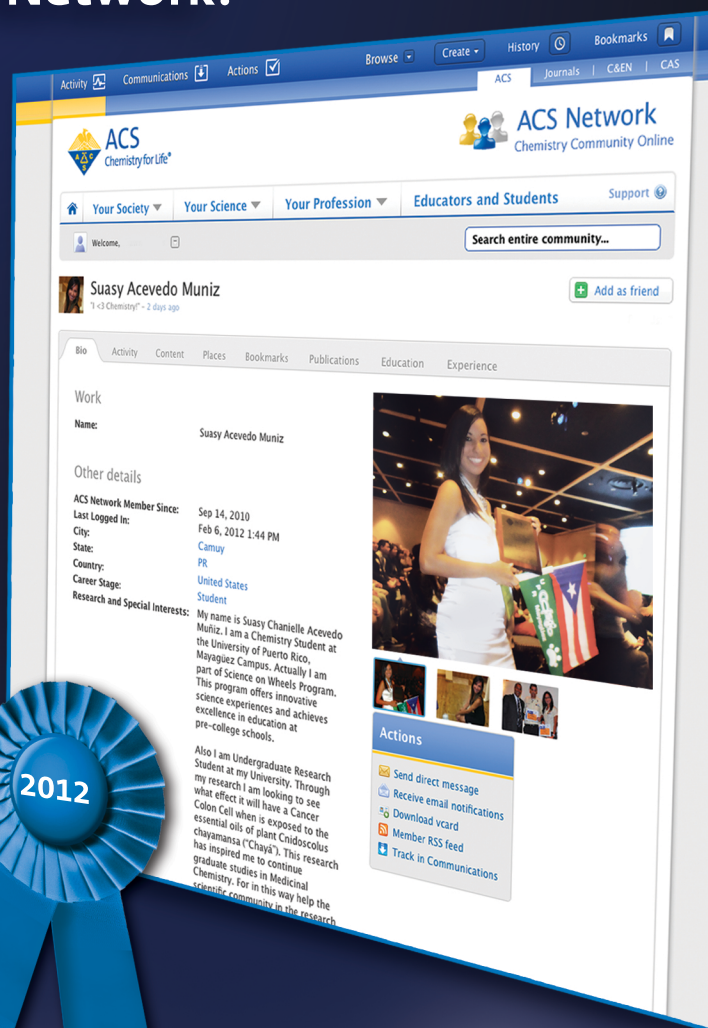 Network!
Activity Communications Actions Browse Create History Bookmarks
ACS Journals | C&EN | CAS
ACS
Chemistry for Life®
A C S
ACS Network
Chemistry Community Online
Your Society Your Science Your Profession Educators and Students Support
Welcome,
Search entire community...
Suasy Acevedo Muniz
"I <3 Chemistry!" – 2 days ago
Add as friend
Bio Activity Content Places Bookmarks Publications Education Experience
Work
Name: Suasy Acevedo Muniz
Other details
ACS Network Member Since: Sep 14, 2010
Last Logged In: Feb 6, 2012 1:44 PM
City: Camuy
State: PR
Country: United States
Career Stage: Student
Research and Special Interests: My name is Suasy Chanielle Acevedo
Muñiz. I am a Chemistry Student at
the University of Puerto Rico,
Mayagüez Campus. Actually I am
part of Science on Wheels Program.
This program offers innovative
science experiences and achieves
excellence in education at
pre-college schools.
Also I am Undergraduate Research
Student at my University. Through
my research I am looking to see
what effect it will have a Cancer
Colon Cell when is exposed to the
essential oils of plant Cnidoscolus
chayamansa ("Chayá"). This research
has inspired me to continue
graduate studies in Medicinal
Chemistry. For in this way help the
scientific community in the research
Actions
Send direct message
Receive email notifications
Download vcard
Member RSS feed
Track in Communications
2012